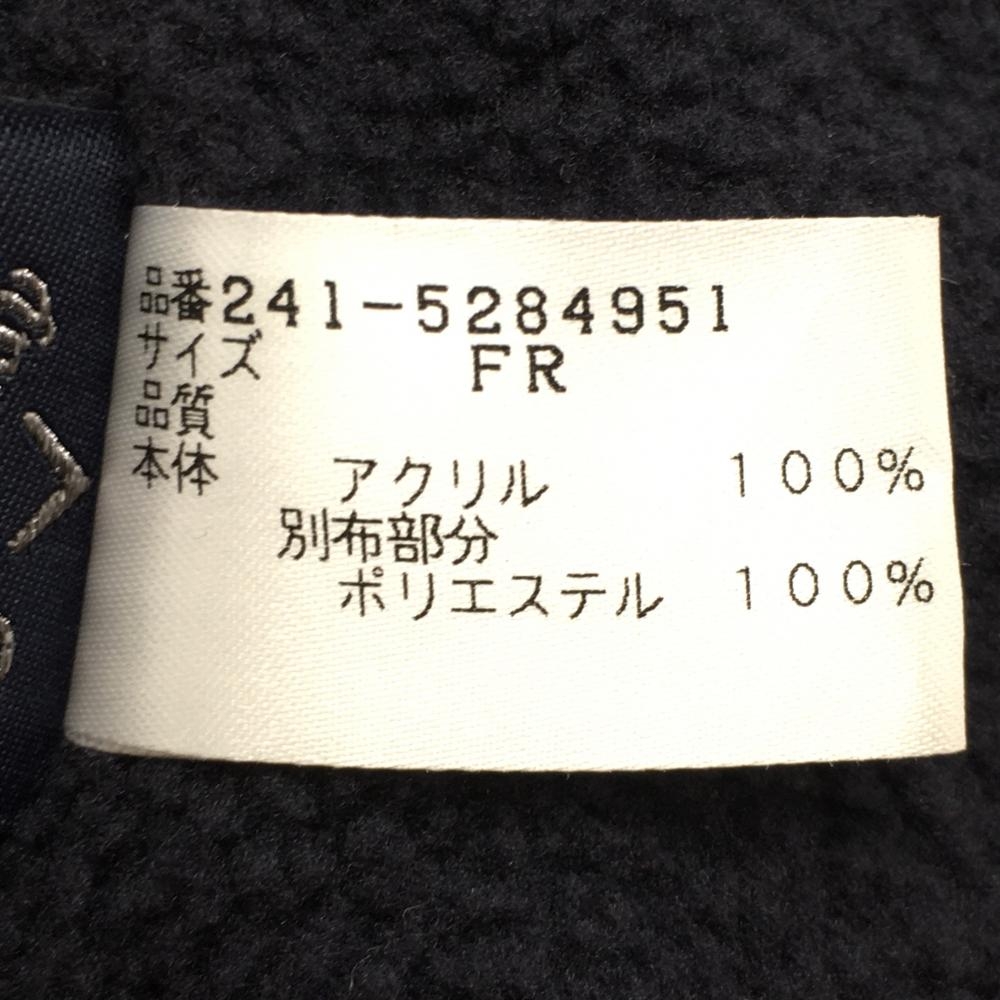 品番241-5284951
サイズ FR
品質
本体
アクリル 100%
別布部分
ポリエステル 100%